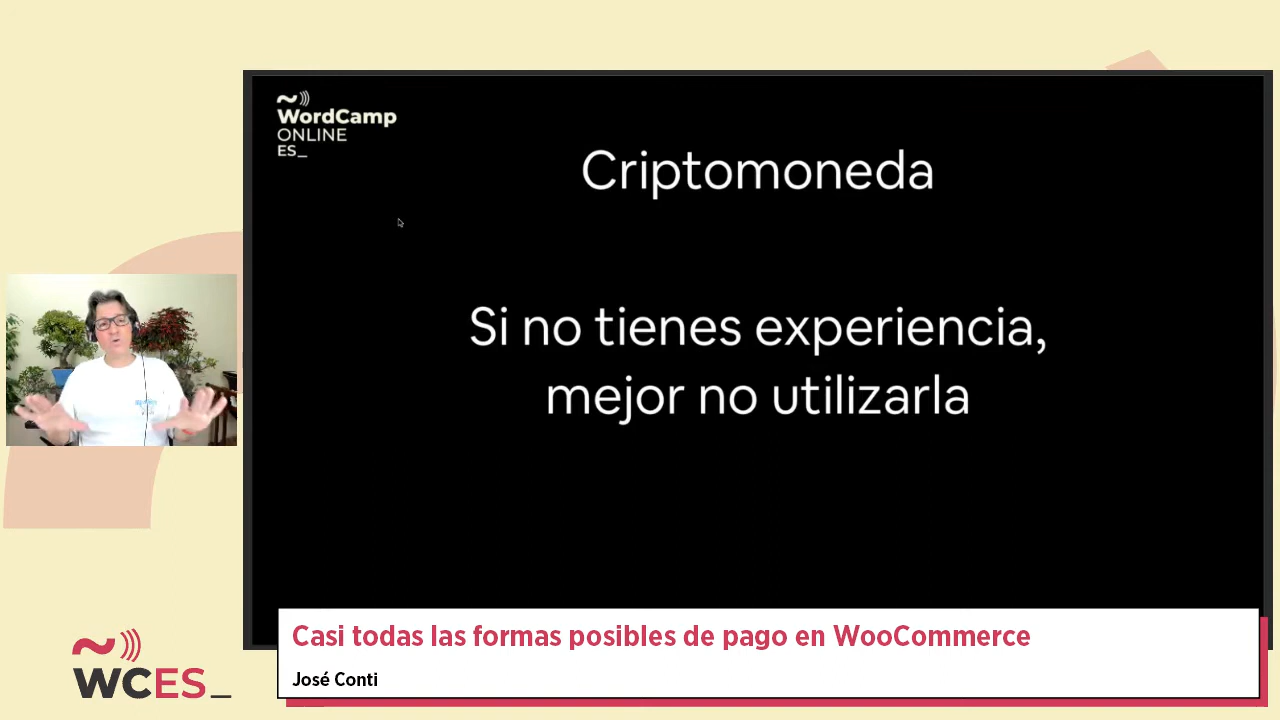 WordCamp
ONLINE
ES_
Criptomoneda
Si no tienes experiencia,
mejor no utilizarla
Casi todas las formas posibles de pago en WooCommerce
José Conti
WCES_